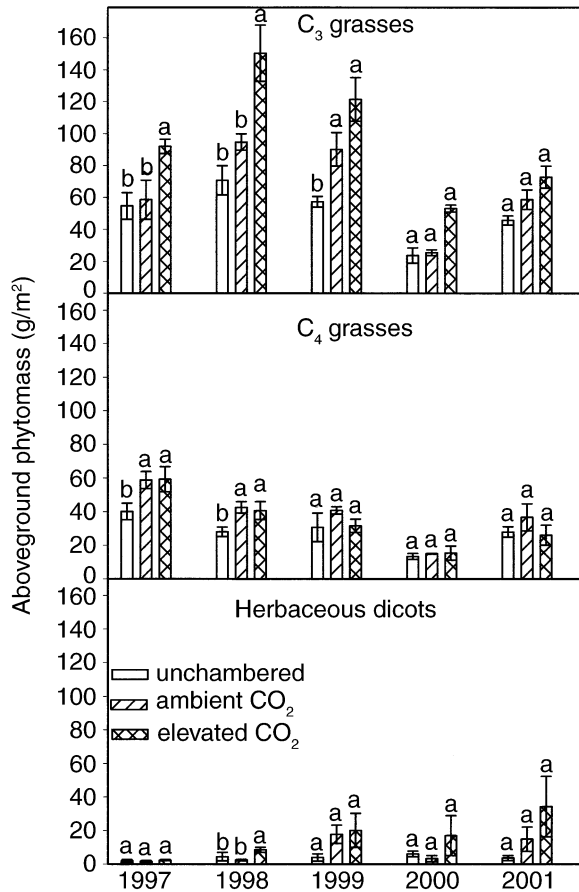 Aboveground phytomass (g/m²)
C₃ grasses
160
140
120
100
80
60
40
20
0
b b a
b b a
b a a
a a a
a a a
C₄ grasses
160
140
120
100
80
60
40
20
0
b a a
b a a
a a a
a a a
a a a
Herbaceous dicots
160
140
120
100
80
60
40
20
0
unchambered
ambient CO₂
elevated CO₂
a a a
b b a
a a a
a a a
a a a
1997 1998 1999 2000 2001